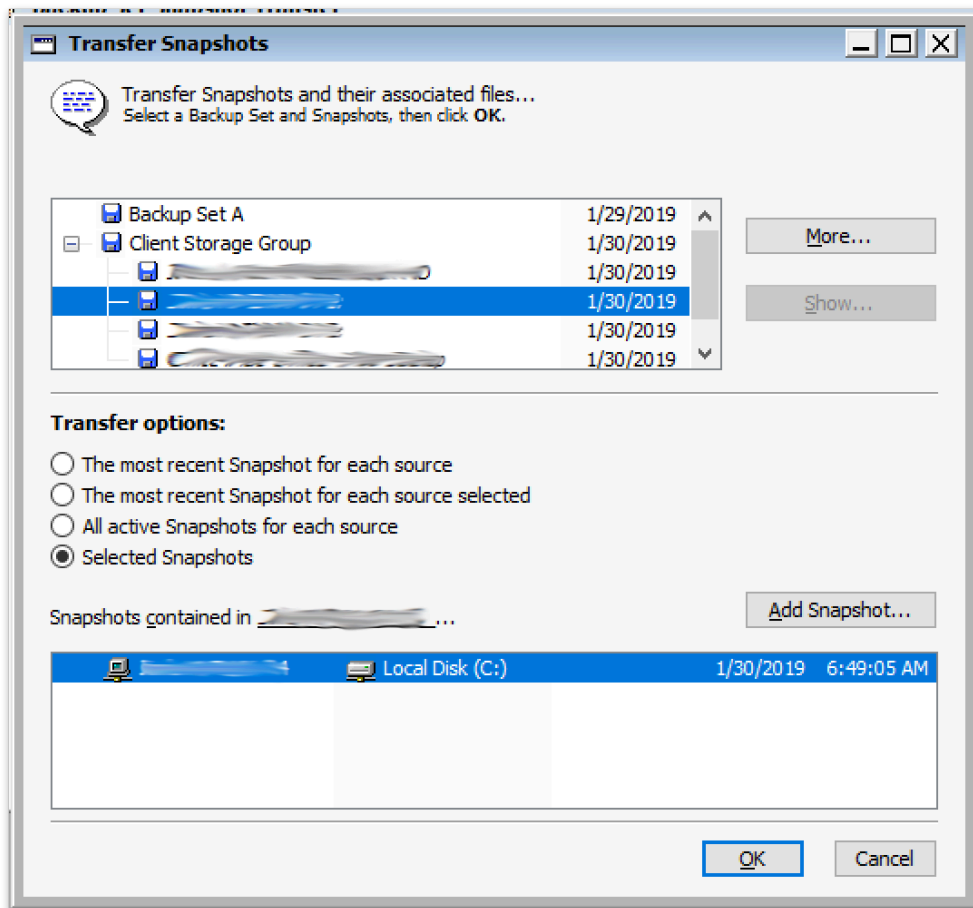 Transfer Snapshots
Transfer Snapshots and their associated files...
Select a Backup Set and Snapshots, then click OK.
Backup Set A 1/29/2019
More...
Client Storage Group 1/30/2019
1/30/2019
1/30/2019
Show...
1/30/2019
1/30/2019
Transfer options:
The most recent Snapshot for each source
The most recent Snapshot for each source selected
All active Snapshots for each source
Selected Snapshots
Snapshots contained in ...
Add Snapshot...
Local Disk (C:) 1/30/2019 6:49:05 AM
OK Cancel